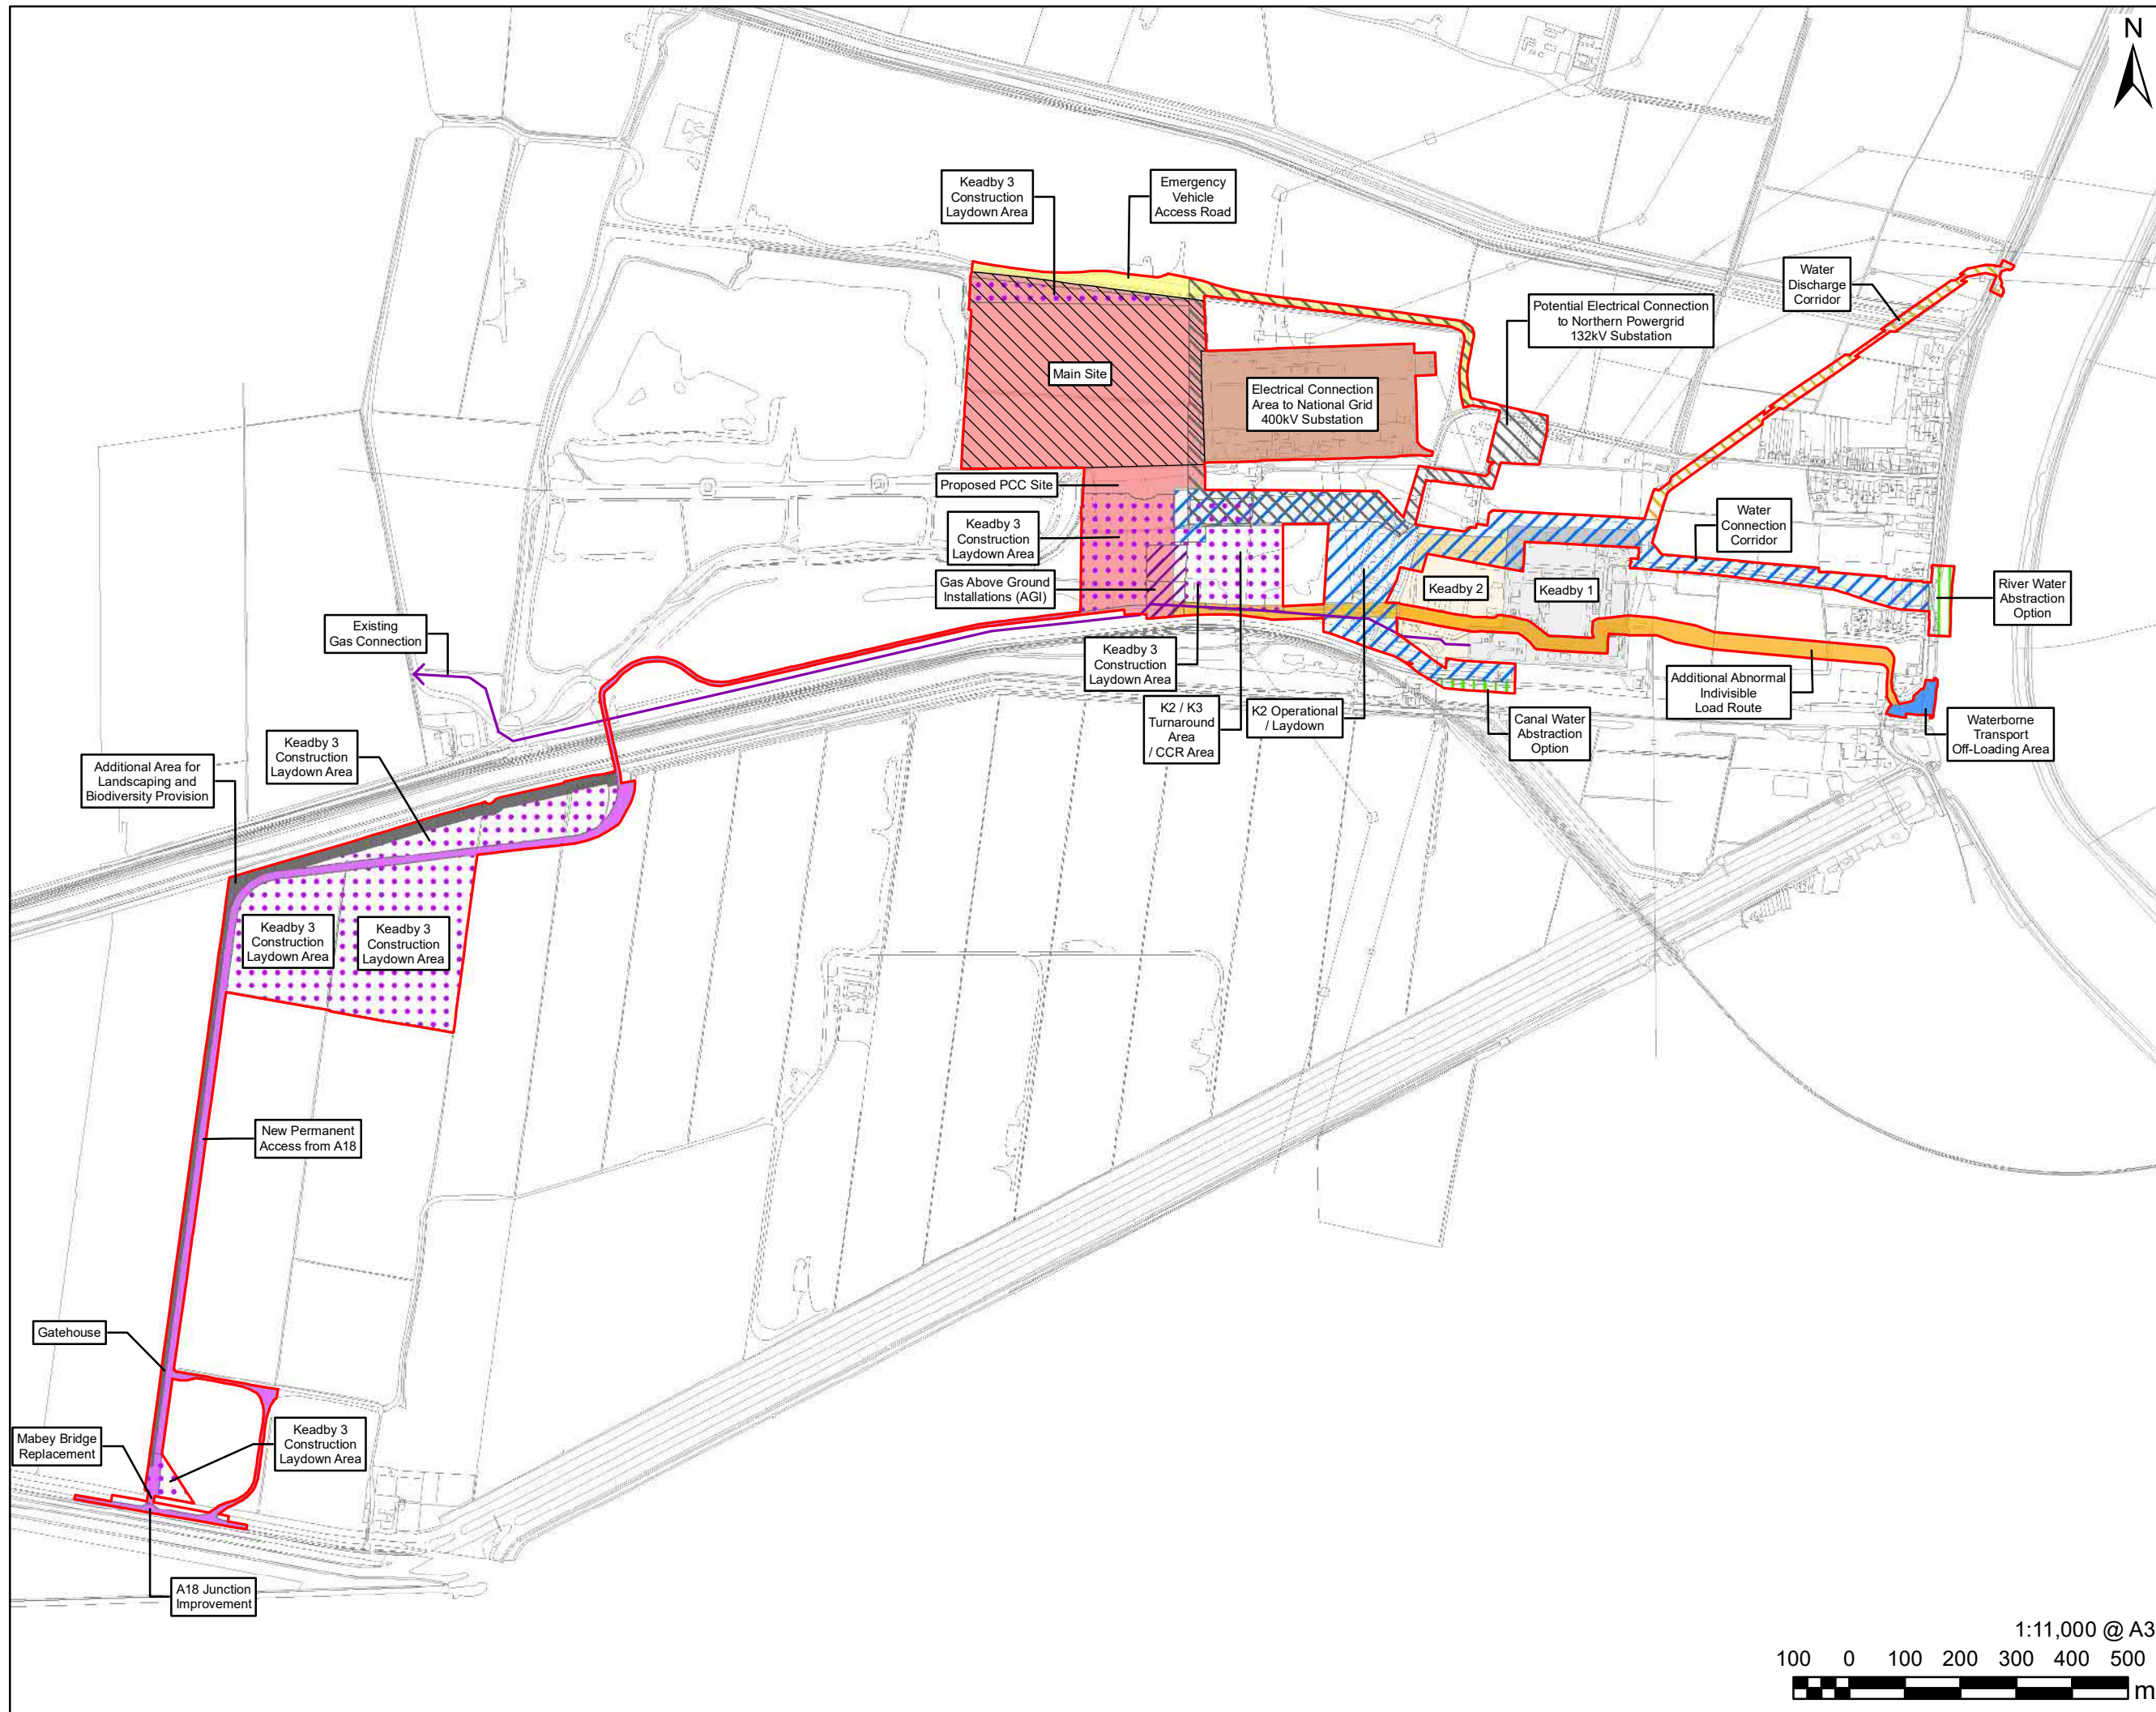 N
Keadby 3
Construction
Laydown Area
Emergency
Vehicle
Access Road
Water
Discharge
Corridor
Potential Electrical Connection
to Northern Powergrid
132kV Substation
Main Site
Electrical Connection
Area to National Grid
400kV Substation
Proposed PCC Site
Keadby 3
Construction
Laydown Area
Water
Connection
Corridor
Gas Above Ground
Installations (AGI)
Keadby 2
Keadby 1
River Water
Abstraction
Option
Existing
Gas Connection
Keadby 3
Construction
Laydown Area
Additional Abnormal
Indivisible
Load Route
K2 / K3
Turnaround
Area
/ CCR Area
K2 Operational
/ Laydown
Canal Water
Abstraction
Option
Waterborne
Transport
Off-Loading Area
Keadby 3
Construction
Laydown Area
Additional Area for
Landscaping and
Biodiversity Provision
Keadby 3
Construction
Laydown Area
Keadby 3
Construction
Laydown Area
New Permanent
Access from A18
Gatehouse
Mabey Bridge
Replacement
Keadby 3
Construction
Laydown Area
A18 Junction
Improvement
1:11,000 @ A3
100 0 100 200 300 400 500
m